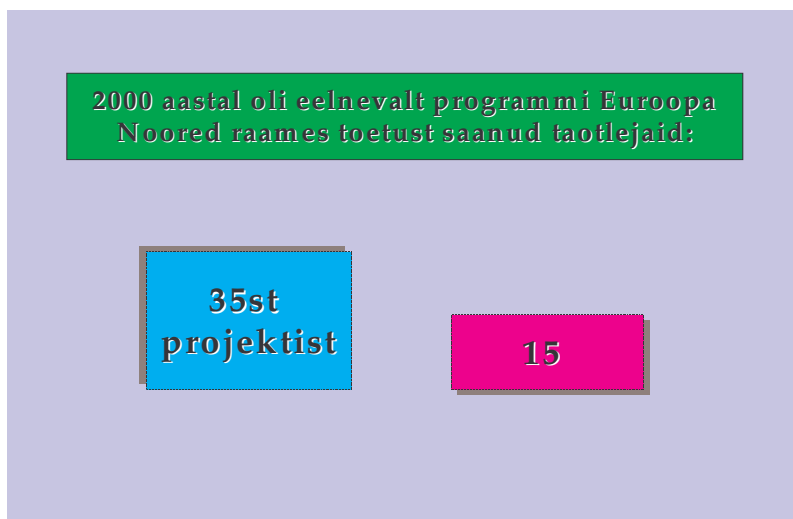 2000 aastal oli eelnevalt programmi Euroopa
Noored raames toetust saanud taotlejaid:
35st
projektist
15